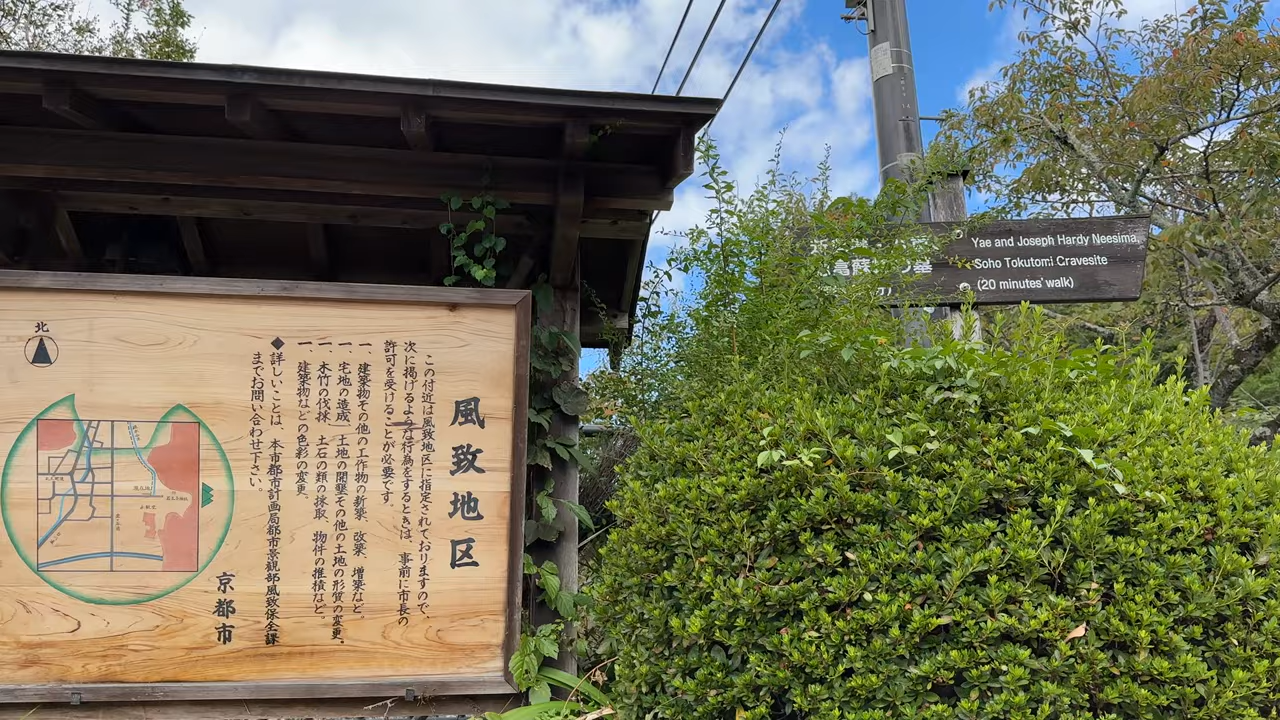 風致地区
この付近は風致地区に指定されておりますので、
次に掲げるような行為をするときは、事前に市長の
許可を受けることが必要です。
一、建築物その他の工作物の新築、改築、増築など。
一、宅地の造成、土地の開墾その他の土地の形質の変更。
一、木竹の伐採、土石の類の採取、物件の堆積など。
一、建築物などの色彩の変更。
◆詳しいことは、本市都市計画局都市景観部風致保全課
までお問い合わせ下さい。
京都市
北
Yae and Joseph Hardy Neesima,
Soho Tokutomi Cravesite
(20 minutes walk)